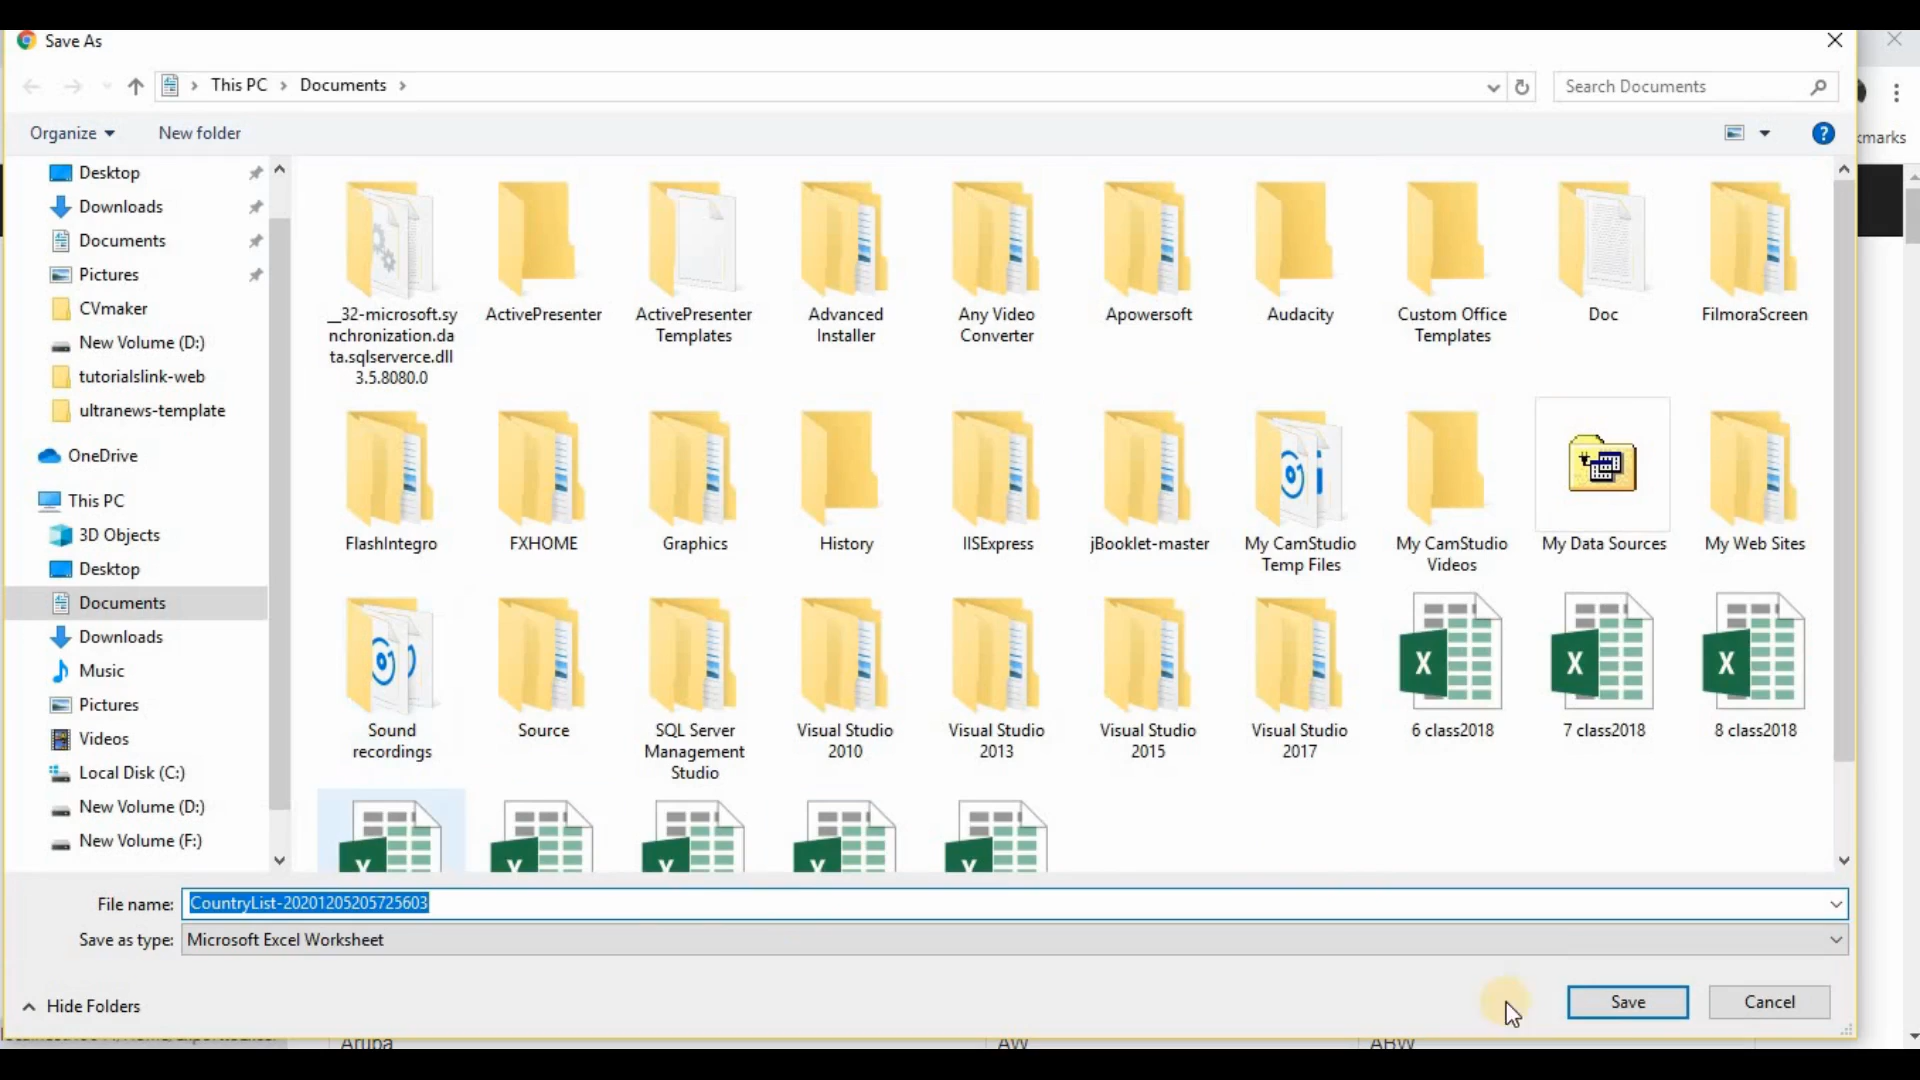 Save As
This PC
Documents
Search Documents
Organize
New folder
Desktop
Downloads
Documents
Pictures
CVmaker
New Volume (D:)
tutorialslink-web
ultranews-template
OneDrive
This PC
3D Objects
Desktop
Documents
Downloads
Music
Pictures
Videos
Local Disk (C:)
New Volume (D:)
New Volume (F:)
__32-microsoft.sy
nchronization.da
ta.sqlserverce.dll
3.5.8080.0
ActivePresenter
ActivePresenter
Templates
Advanced
Installer
Any Video
Converter
Apowersoft
Audacity
Custom Office
Templates
Doc
FilmoraScreen
FlashIntegro
FXHOME
Graphics
History
IISExpress
jBooklet-master
My CamStudio
Temp Files
My CamStudio
Videos
My Data Sources
My Web Sites
Sound
recordings
Source
SQL Server
Management
Studio
Visual Studio
2010
Visual Studio
2013
Visual Studio
2015
Visual Studio
2017
6 class2018
7 class2018
8 class2018
File name: CountryList-20201205205725603
Save as type: Microsoft Excel Worksheet
Hide Folders
Save
Cancel
kmarks
Aruba
AW
ABW